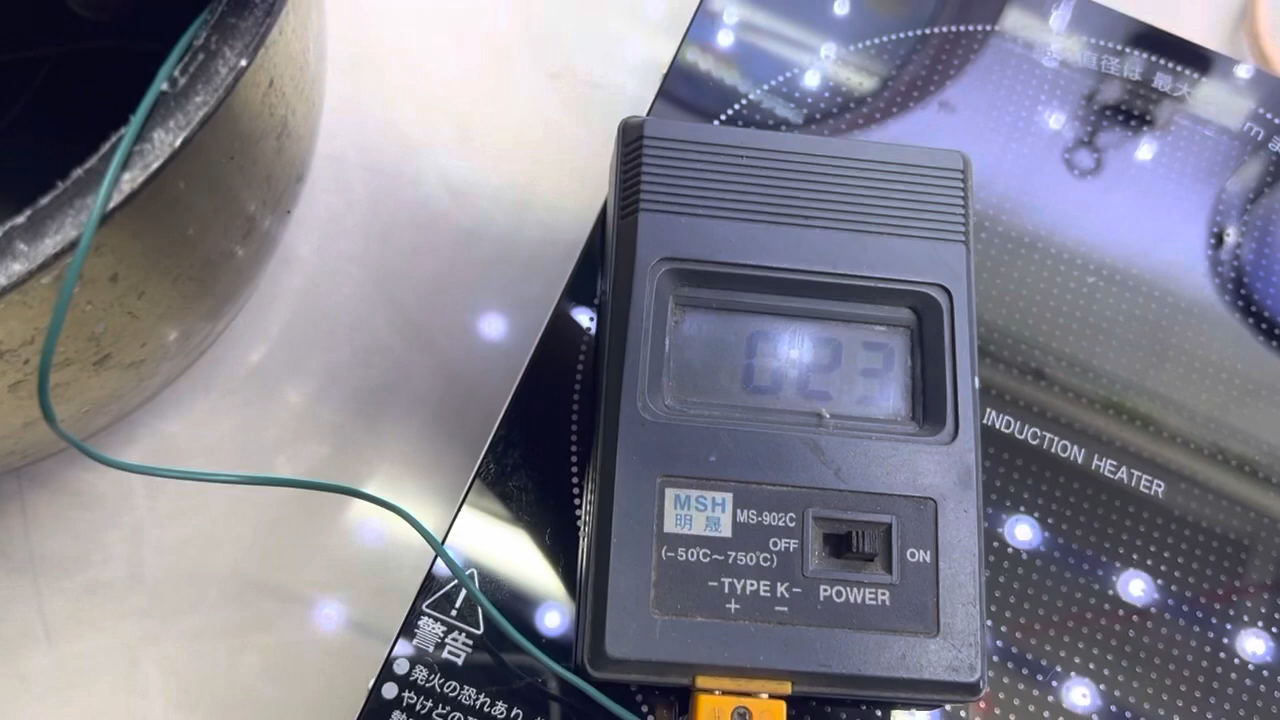 直径は 最大
023
INDUCTION HEATER
MSH
明晟
MS-902C
OFF
ON
(-50℃~750℃)
-TYPE K-
+ -
POWER
警告
●発火の恐れあり
●やけどの